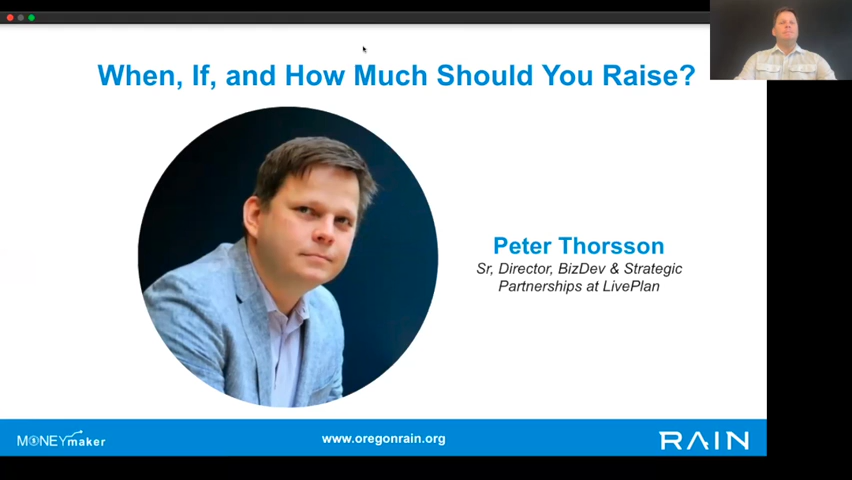 When, If, and How Much Should You Raise?
Peter Thorsson
Sr, Director, BizDev & Strategic
Partnerships at LivePlan
MONEYmaker
www.oregonrain.org
RAIN